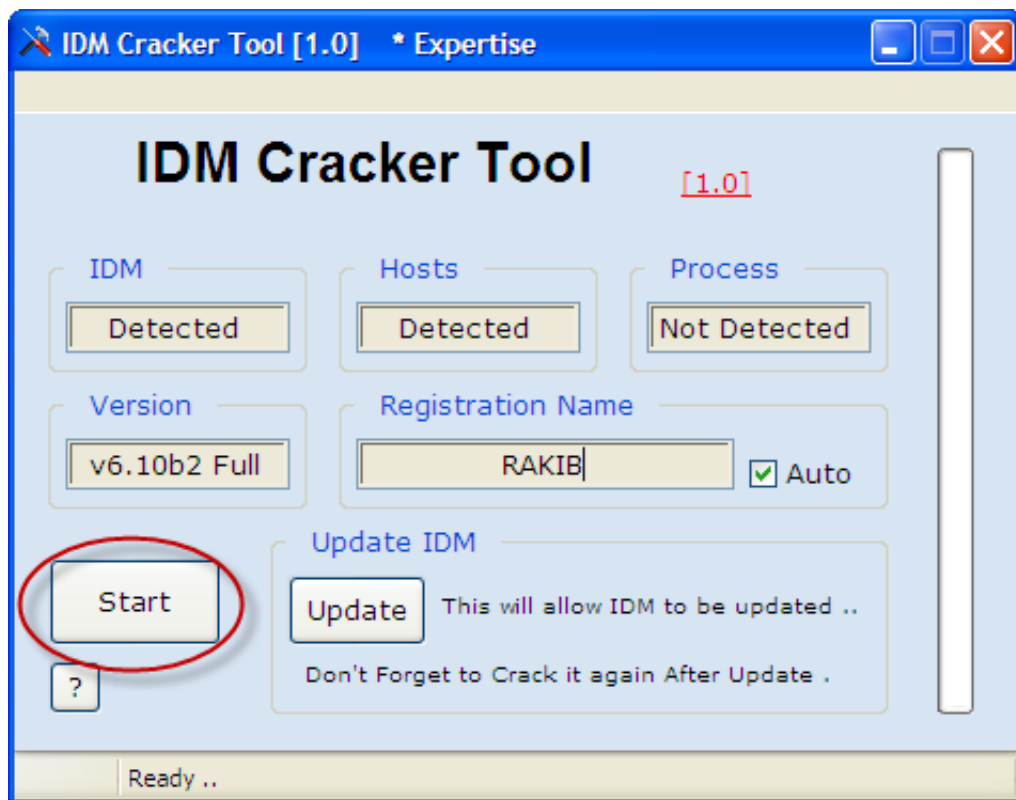 IDM Cracker Tool [1.0] * Expertise
IDM Cracker Tool [1.0]
IDM Hosts Process
Detected Detected Not Detected
Version Registration Name
v6.10b2 Full RAKIB Auto
Update IDM
Start Update This will allow IDM to be updated ..
? Don't Forget to Crack it again After Update .
Ready ..